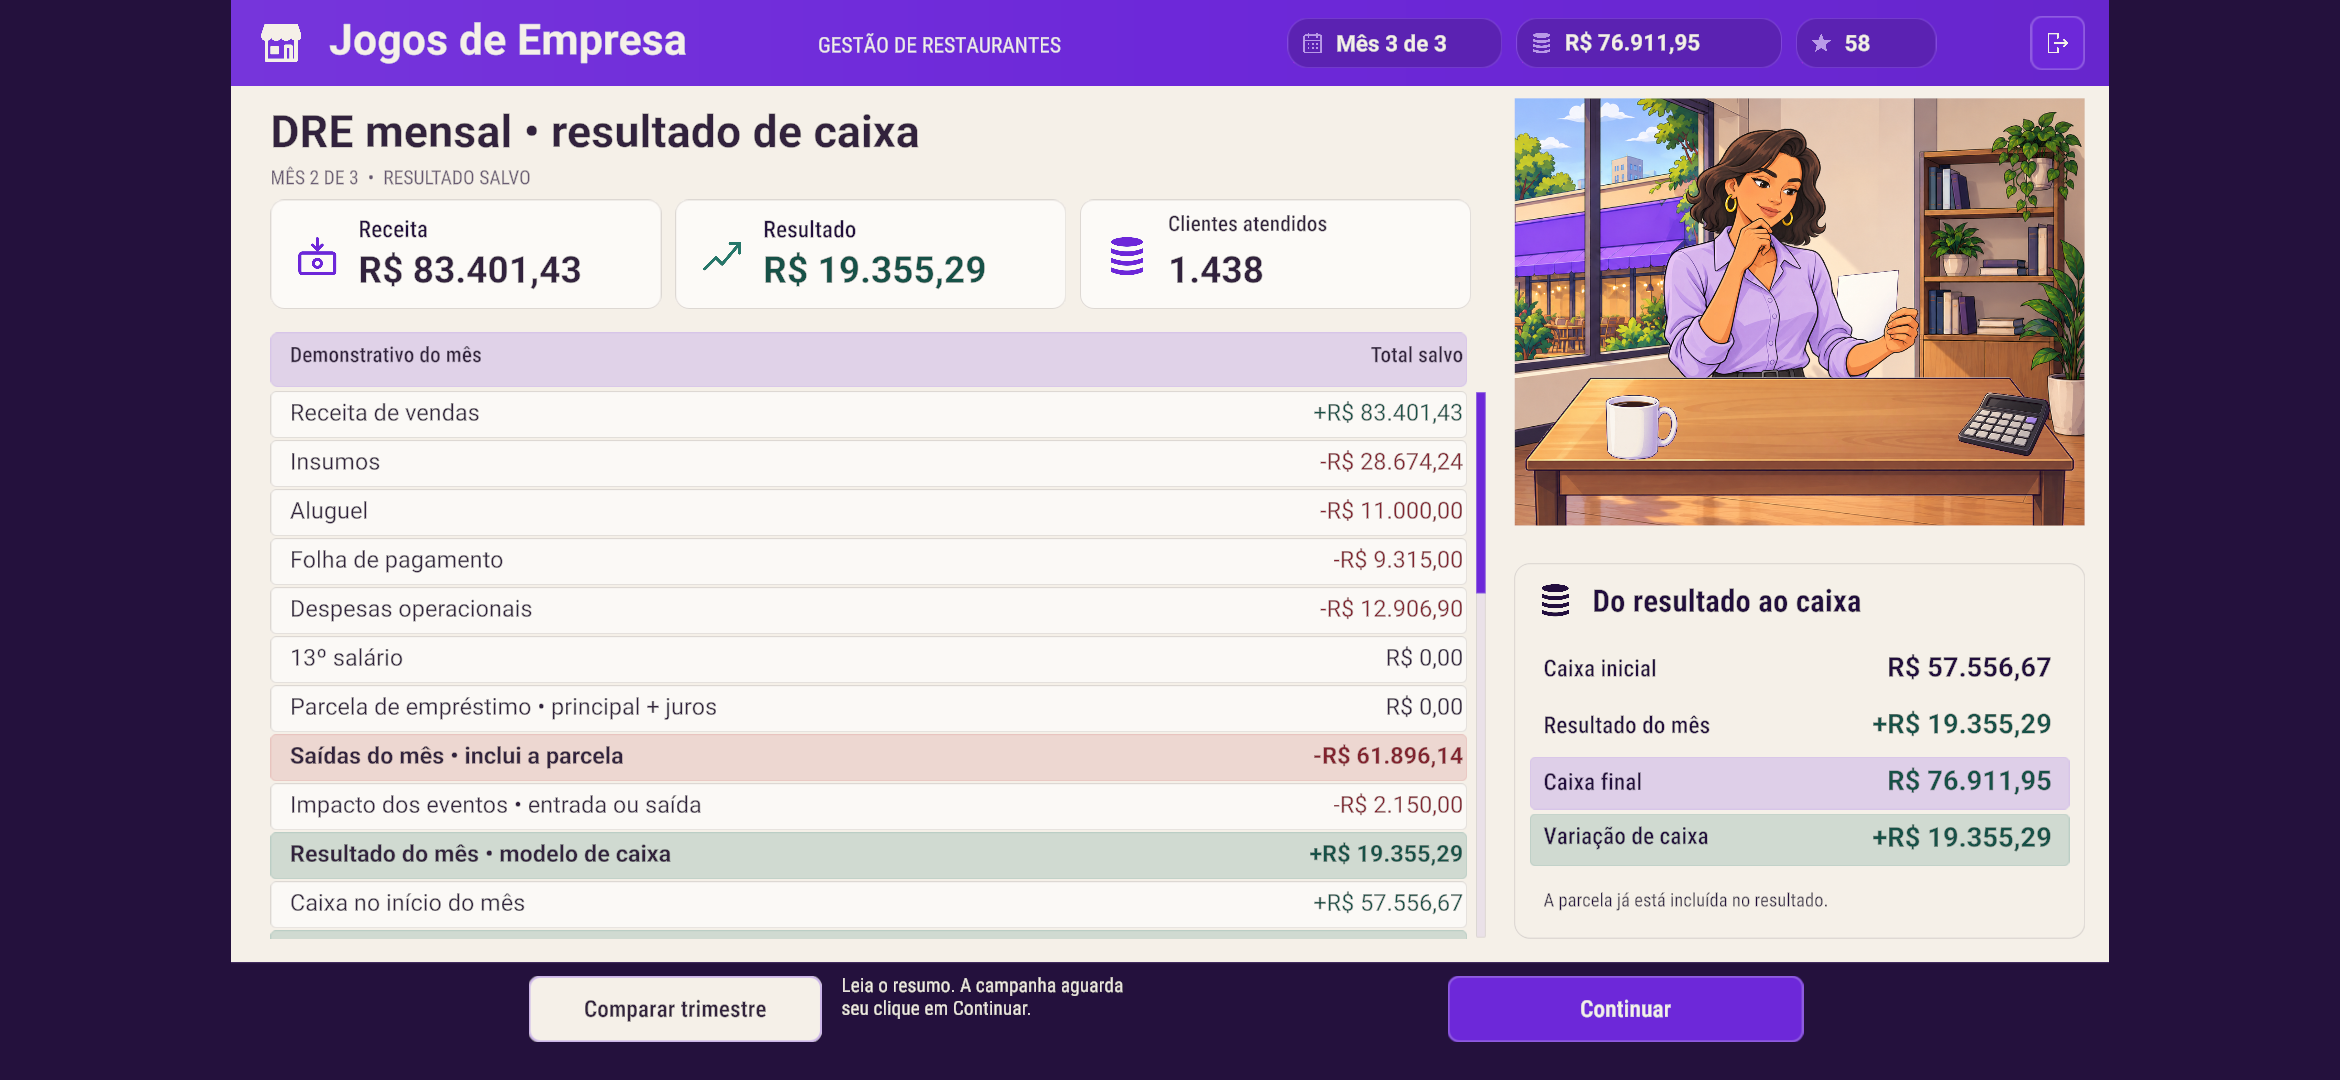 Jogos de Empresa
GESTÃO DE RESTAURANTES
Mês 3 de 3
R$ 76.911,95
58
DRE mensal • resultado de caixa
MÊS 2 DE 3 • RESULTADO SALVO
Receita
R$ 83.401,43
Resultado
R$ 19.355,29
Clientes atendidos
1.438
Demonstrativo do mês Total salvo
Receita de vendas +R$ 83.401,43
Insumos -R$ 28.674,24
Aluguel -R$ 11.000,00
Folha de pagamento -R$ 9.315,00
Despesas operacionais -R$ 12.906,90
13º salário R$ 0,00
Parcela de empréstimo • principal + juros R$ 0,00
Saídas do mês • inclui a parcela -R$ 61.896,14
Impacto dos eventos • entrada ou saída -R$ 2.150,00
Resultado do mês • modelo de caixa +R$ 19.355,29
Caixa no início do mês +R$ 57.556,67
Do resultado ao caixa
Caixa inicial R$ 57.556,67
Resultado do mês +R$ 19.355,29
Caixa final R$ 76.911,95
Variação de caixa +R$ 19.355,29
A parcela já está incluída no resultado.
Comparar trimestre
Leia o resumo. A campanha aguarda
seu clique em Continuar.
Continuar